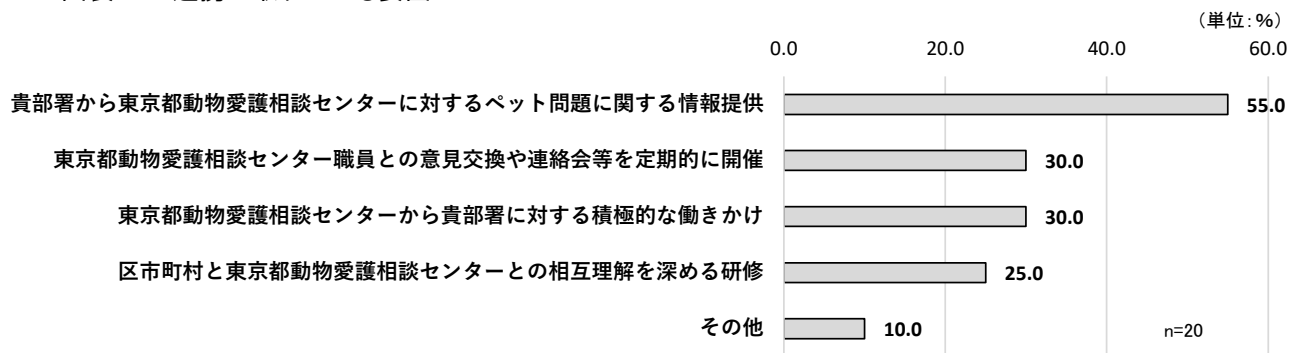 （単位：％）
0.0 20.0 40.0 60.0
貴部署から東京都動物愛護相談センターに対するペット問題に関する情報提供 55.0
東京都動物愛護相談センター職員との意見交換や連絡会等を定期的に開催 30.0
東京都動物愛護相談センターから貴部署に対する積極的な働きかけ 30.0
区市町村と東京都動物愛護相談センターとの相互理解を深める研修 25.0
その他 10.0 n=20